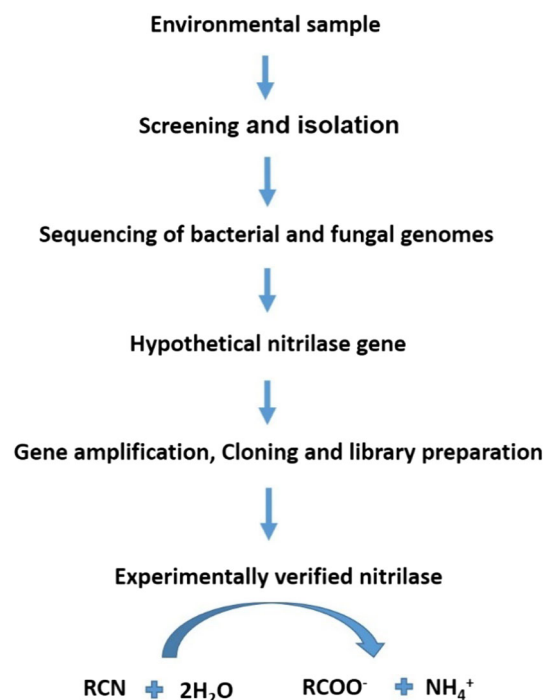 Environmental sample
Screening and isolation
Sequencing of bacterial and fungal genomes
Hypothetical nitrilase gene
Gene amplification, Cloning and library preparation
Experimentally verified nitrilase
RCN + 2H₂O RCOO⁻ + NH₄⁺